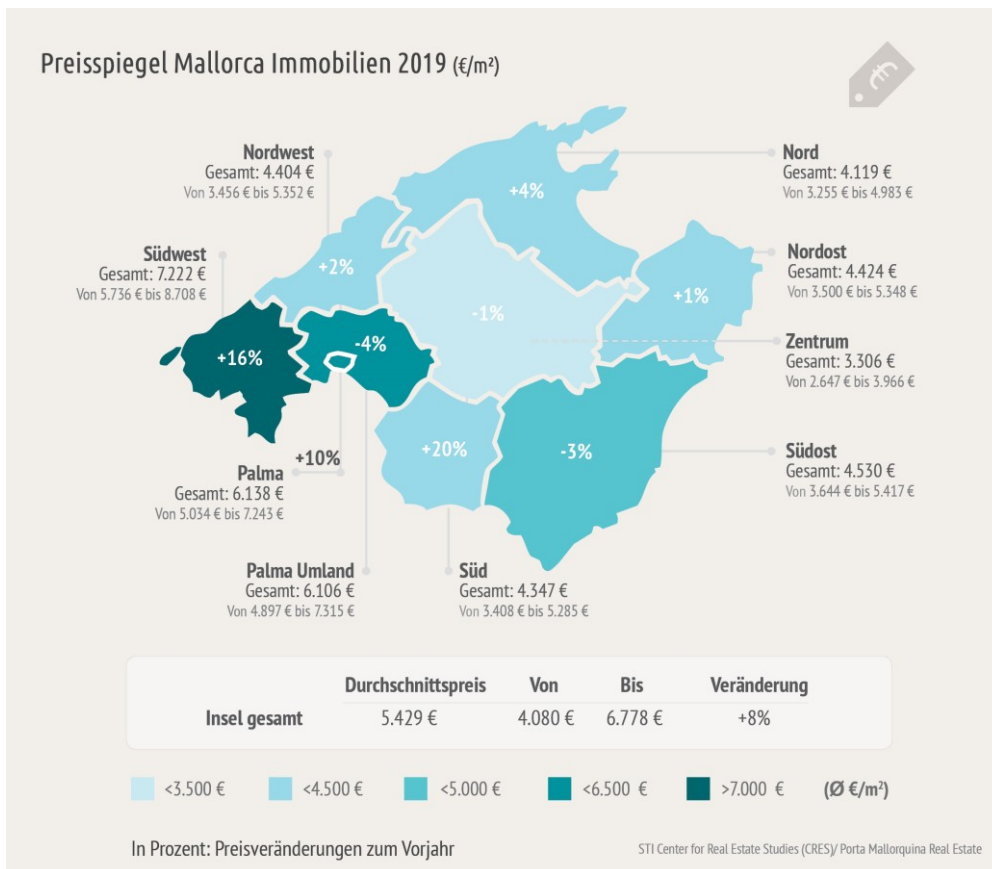 Preisspiegel Mallorca Immobilien 2019 (€/m²)
€
Nordwest
Gesamt: 4.404 €
Von 3.456 € bis 5.352 €
Nord
Gesamt: 4.119 €
Von 3.255 € bis 4.983 €
+4%
Südwest
Gesamt: 7.222 €
Von 5.736 € bis 8.708 €
+2%
Nordost
Gesamt: 4.424 €
Von 3.500 € bis 5.348 €
+1%
-1%
+16%
-4%
Zentrum
Gesamt: 3.306 €
Von 2.647 € bis 3.966 €
+10%
Palma
Gesamt: 6.138 €
Von 5.034 € bis 7.243 €
+20%
-3%
Südost
Gesamt: 4.530 €
Von 3.644 € bis 5.417 €
Palma Umland
Gesamt: 6.106 €
Von 4.897 € bis 7.315 €
Süd
Gesamt: 4.347 €
Von 3.408 € bis 5.285 €
Durchschnittspreis Von Bis Veränderung
Insel gesamt 5.429 € 4.080 € 6.778 € +8%
<3.500 € <4.500 € <5.000 € <6.500 € >7.000 € (Ø €/m²)
In Prozent: Preisveränderungen zum Vorjahr
STI Center for Real Estate Studies (CRES)/ Porta Mallorquina Real Estate